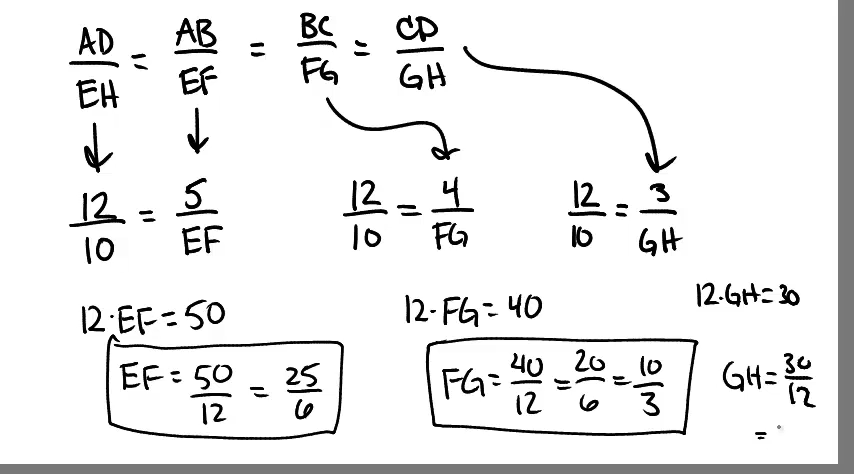 AD/EH = AB/EF = BC/FG = CD/GH
12/10 = 5/EF    12/10 = 4/FG    12/10 = 3/GH
12·EF=50    12·FG=40    12·GH=30
EF=50/12 = 25/6    FG=40/12=20/6=10/3    GH=30/12
=